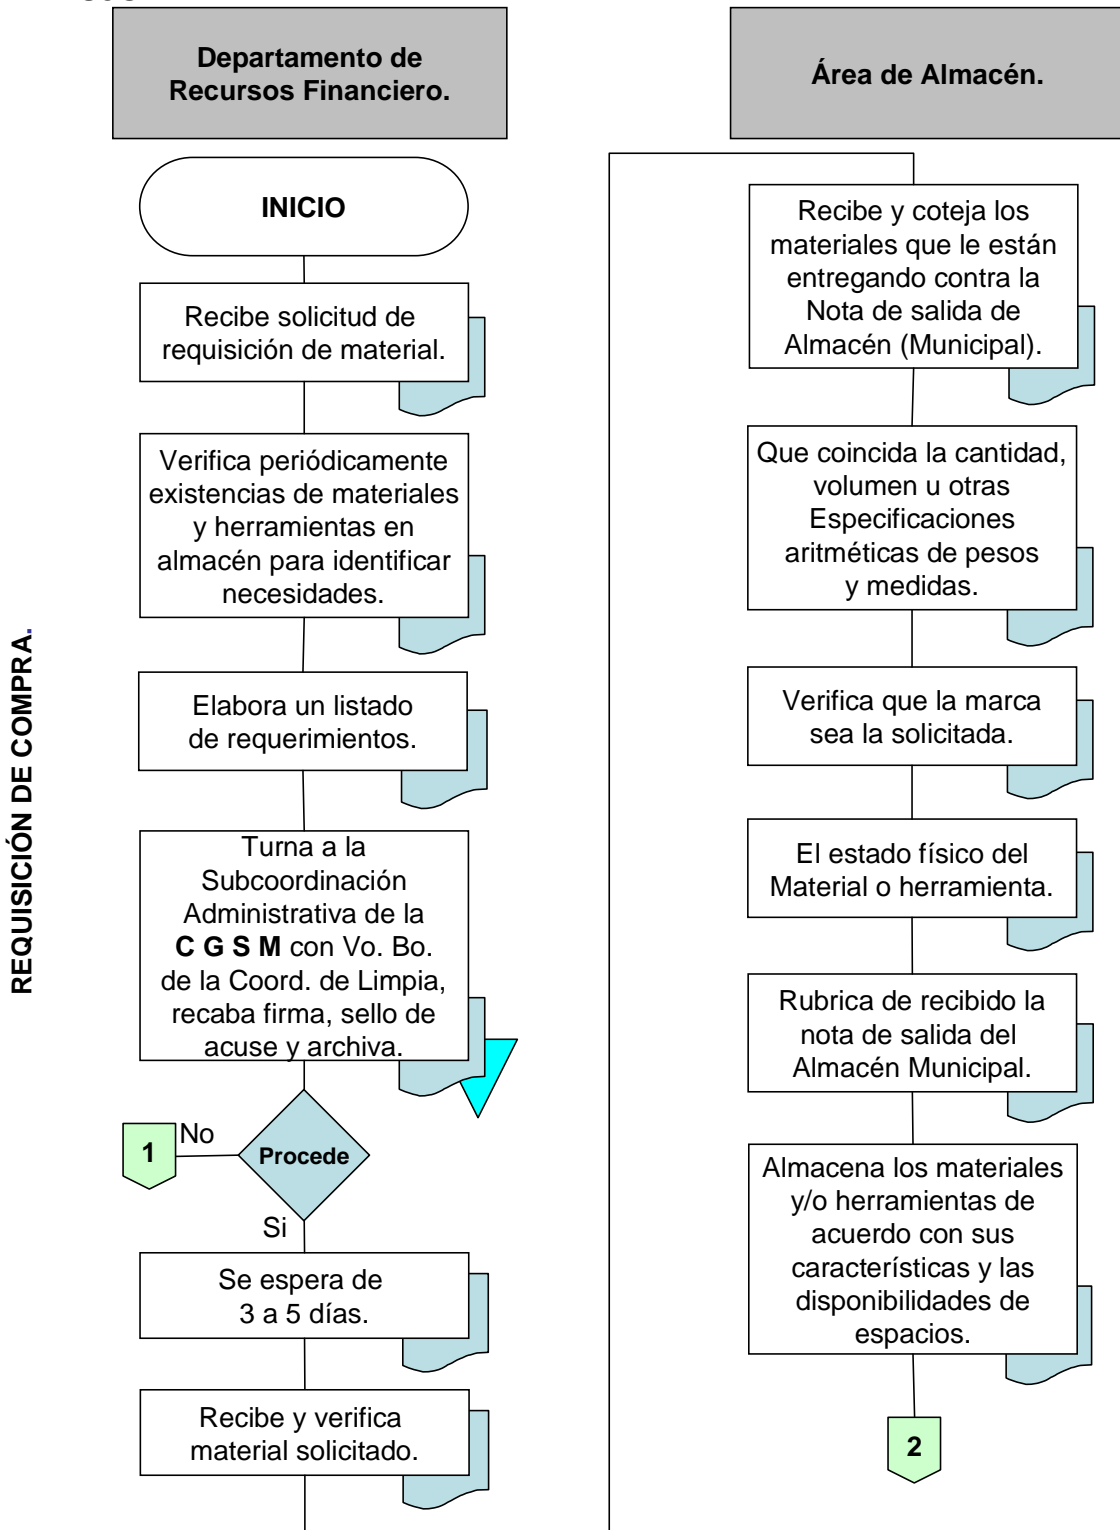 Departamento de
Recursos Financiero.
INICIO
Recibe solicitud de
requisición de material.
Verifica periódicamente
existencias de materiales
y herramientas en
almacén para identificar
necesidades.
Elabora un listado
de requerimientos.
Turna a la
Subcoordinación
Administrativa de la
C G S M con Vo. Bo.
de la Coord. de Limpia,
recaba firma, sello de
acuse y archiva.
No
1
Procede
Si
Se espera de
3 a 5 días.
Recibe y verifica
material solicitado.
REQUISICIÓN DE COMPRA.
Área de Almacén.
Recibe y coteja los
materiales que le están
entregando contra la
Nota de salida de
Almacén (Municipal).
Que coincida la cantidad,
volumen u otras
Especificaciones
aritméticas de pesos
y medidas.
Verifica que la marca
sea la solicitada.
El estado físico del
Material o herramienta.
Rubrica de recibido la
nota de salida del
Almacén Municipal.
Almacena los materiales
y/o herramientas de
acuerdo con sus
características y las
disponibilidades de
espacios.
2